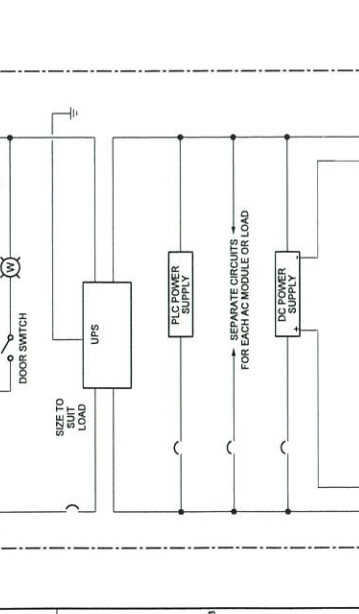 W
DOOR SWITCH
SIZE TO
SUIT
LOAD
UPS
PLC POWER
SUPPLY
SEPARATE CIRCUITS
FOR EACH AC MODULE OR LOAD
DC POWER
SUPPLY
+ -